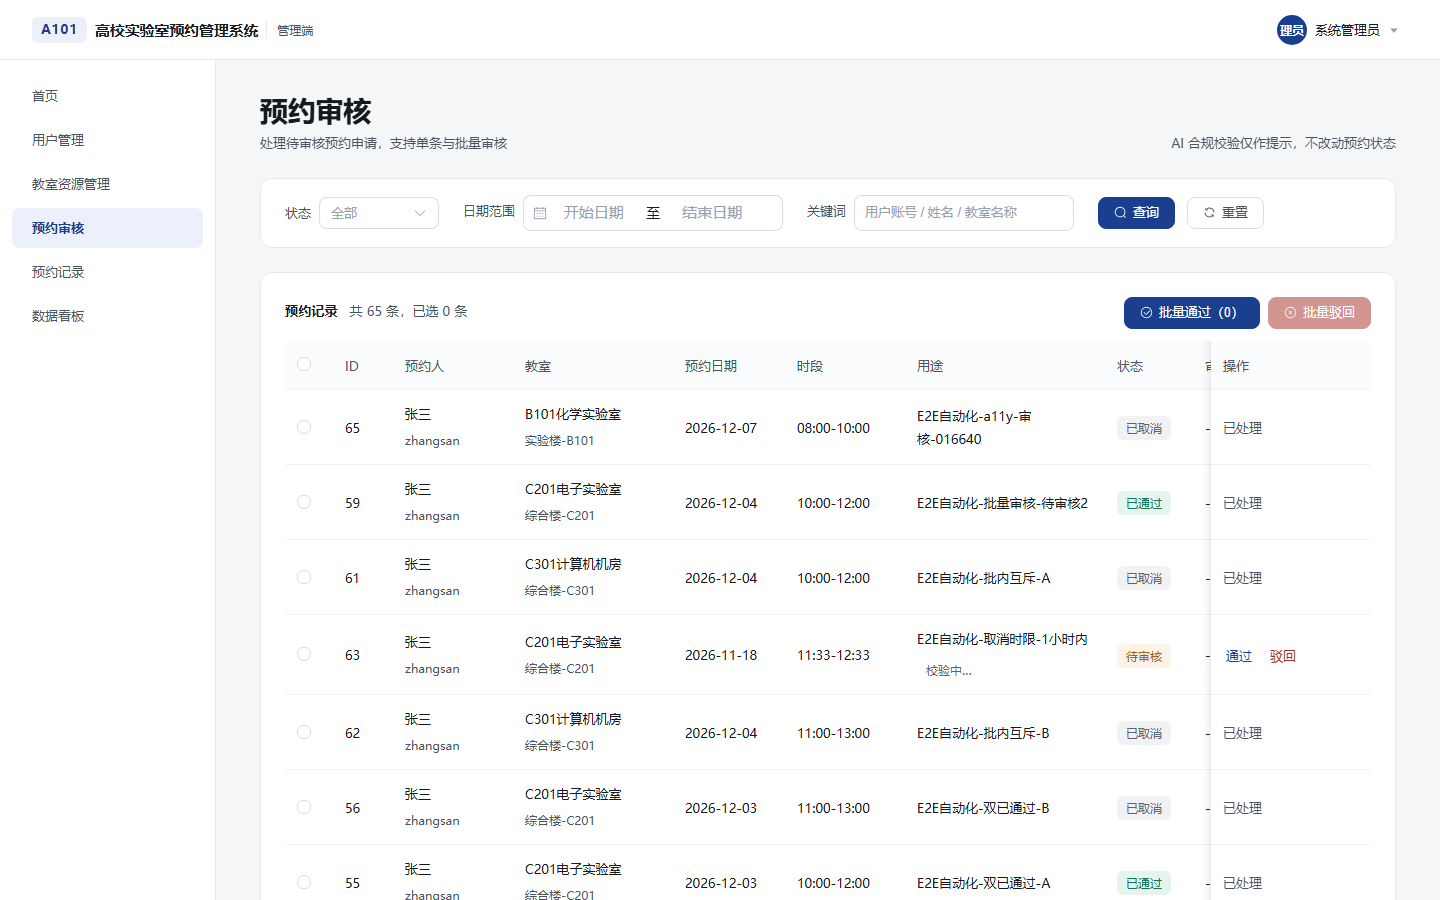 A101 高校实验室预约管理系统 管理端
理员 系统管理员
首页
用户管理
教室资源管理
预约审核
预约记录
数据看板
预约审核
处理待审核预约申请，支持单条与批量审核
AI 合规校验仅作提示，不改动预约状态
状态 全部 日期范围 开始日期 至 结束日期 关键词 用户账号 / 姓名 / 教室名称 查询 重置
预约记录 共 65 条，已选 0 条 批量通过（0） 批量驳回
ID 预约人 教室 预约日期 时段 用途 状态 操作
65 张三 zhangsan B101化学实验室 实验楼-B101 2026-12-07 08:00-10:00 E2E自动化-a11y-审核-016640 已取消 - 已处理
59 张三 zhangsan C201电子实验室 综合楼-C201 2026-12-04 10:00-12:00 E2E自动化-批量审核-待审核2 已通过 - 已处理
61 张三 zhangsan C301计算机机房 综合楼-C301 2026-12-04 10:00-12:00 E2E自动化-批内互斥-A 已取消 - 已处理
63 张三 zhangsan C201电子实验室 综合楼-C201 2026-11-18 11:33-12:33 E2E自动化-取消时限-1小时内 校验中... 待审核 - 通过 驳回
62 张三 zhangsan C301计算机机房 综合楼-C301 2026-12-04 11:00-13:00 E2E自动化-批内互斥-B 已取消 - 已处理
56 张三 zhangsan C201电子实验室 综合楼-C201 2026-12-03 11:00-13:00 E2E自动化-双已通过-B 已取消 - 已处理
55 张三 zhangsan C201电子实验室 综合楼-C201 2026-12-03 10:00-12:00 E2E自动化-双已通过-A 已通过 - 已处理